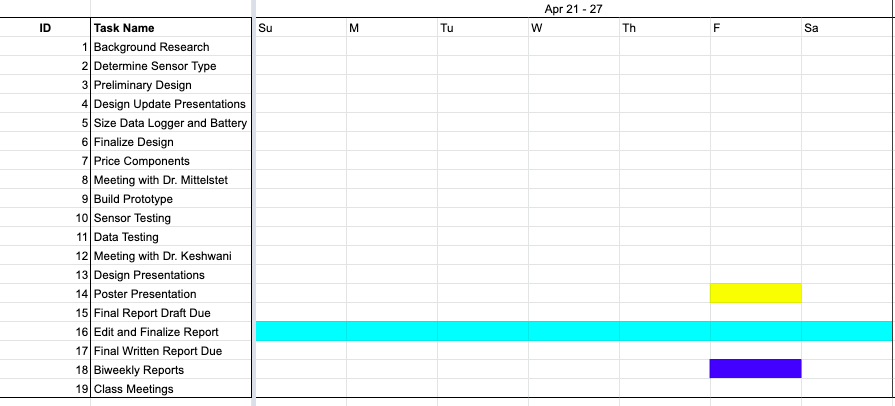 Apr 21 - 27
ID Task Name Su M Tu W Th F Sa
1 Background Research
2 Determine Sensor Type
3 Preliminary Design
4 Design Update Presentations
5 Size Data Logger and Battery
6 Finalize Design
7 Price Components
8 Meeting with Dr. Mittelstet
9 Build Prototype
10 Sensor Testing
11 Data Testing
12 Meeting with Dr. Keshwani
13 Design Presentations
14 Poster Presentation
15 Final Report Draft Due
16 Edit and Finalize Report
17 Final Written Report Due
18 Biweekly Reports
19 Class Meetings